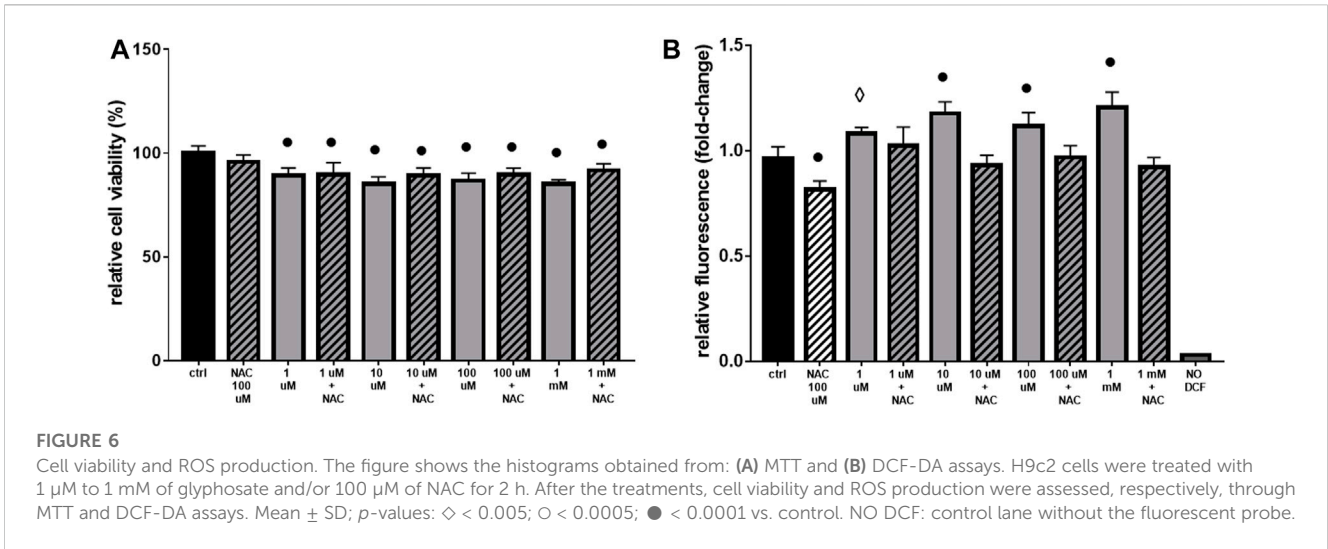 A
150
100
50
0
relative cell viability (%)
ctrl
NAC
100
uM
1
uM
1 uM
+
NAC
10
uM
10 uM
+
NAC
100
uM
100 uM
+
NAC
1
mM
1 mM
+ NAC
B
1.5
1.0
0.5
0.0
relative fluorescence (fold-change)
ctrl
NAC
100 uM
1
uM
1 uM
+
NAC
10
uM
10 uM
+
NAC
100
uM
100 uM
+
NAC
1
mM
1 mM
+
NAC
NO
DCF
FIGURE 6
Cell viability and ROS production. The figure shows the histograms obtained from: (A) MTT and (B) DCF-DA assays. H9c2 cells were treated with
1 μM to 1 mM of glyphosate and/or 100 μM of NAC for 2 h. After the treatments, cell viability and ROS production were assessed, respectively, through
MTT and DCF-DA assays. Mean ± SD; p-values: ◇ < 0.005; ○ < 0.0005; ● < 0.0001 vs. control. NO DCF: control lane without the fluorescent probe.